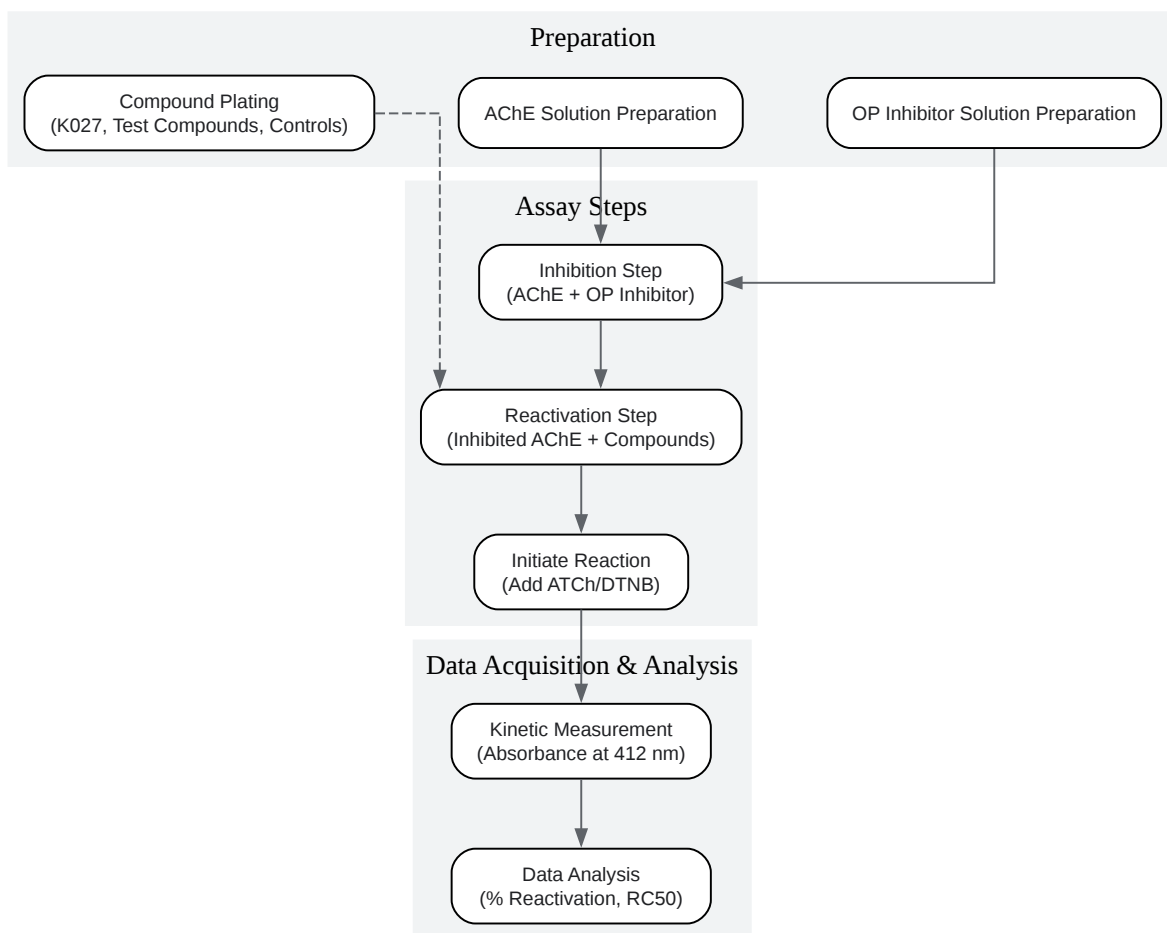 Preparation
Compound Plating
(K027, Test Compounds, Controls)
AChE Solution Preparation
OP Inhibitor Solution Preparation
Assay Steps
Inhibition Step
(AChE + OP Inhibitor)
Reactivation Step
(Inhibited AChE + Compounds)
Initiate Reaction
(Add ATCh/DTNB)
Data Acquisition & Analysis
Kinetic Measurement
(Absorbance at 412 nm)
Data Analysis
(% Reactivation, RC50)